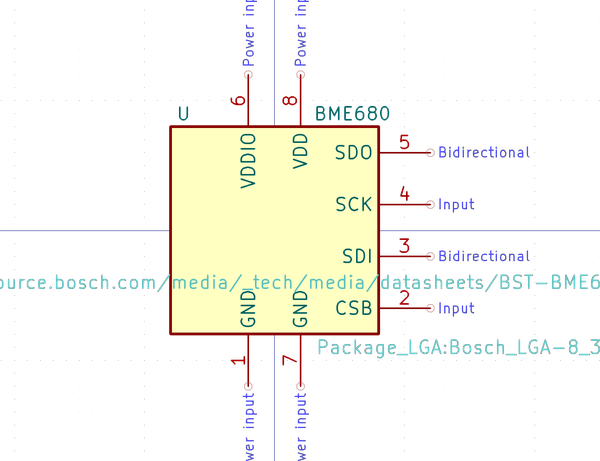 Power inp
Power inp
6
8
U
BME680
VDDIO
VDD
SDO
5
Bidirectional
SCK
4
Input
SDI
3
Bidirectional
ource.bosch.com/media/_tech/media/datasheets/BST-BME6
GND
GND
CSB
2
Input
Package_LGA:Bosch_LGA-8_3
1
7
wer input
wer input